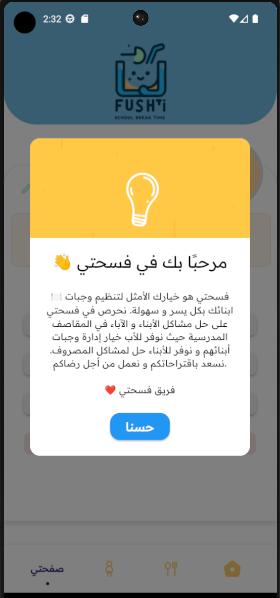 2:32
FUSHTI
SCHOOL BREAK TIME
مرحبًا بك في فسحتي 👋
فسحتي هو خيارك الأمثل لتنظيم وجبات 🍽️
ابنائك بكل يسر و سهولة. نحرص في فسحتي
على حل مشاكل الأبناء و الآباء في المقاصف
المدرسية حيث نوفر للأب خيار إدارة وجبات
أبنائهم و نوفر للأبناء حل لمشاكل المصروف.
نسعد باقتراحاتكم و نعمل من أجل رضاكم.
فريق فسحتي ❤️
حسنا
صفحتي